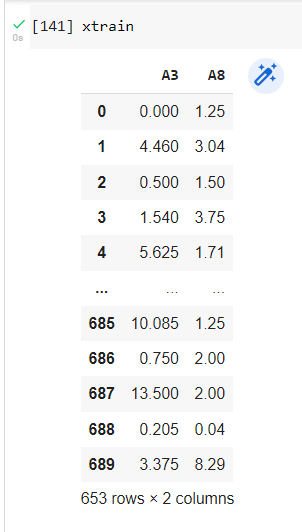 [141] xtrain
0s
A3 A8
0 0.000 1.25
1 4.460 3.04
2 0.500 1.50
3 1.540 3.75
4 5.625 1.71
... ... ...
685 10.085 1.25
686 0.750 2.00
687 13.500 2.00
688 0.205 0.04
689 3.375 8.29
653 rows × 2 columns